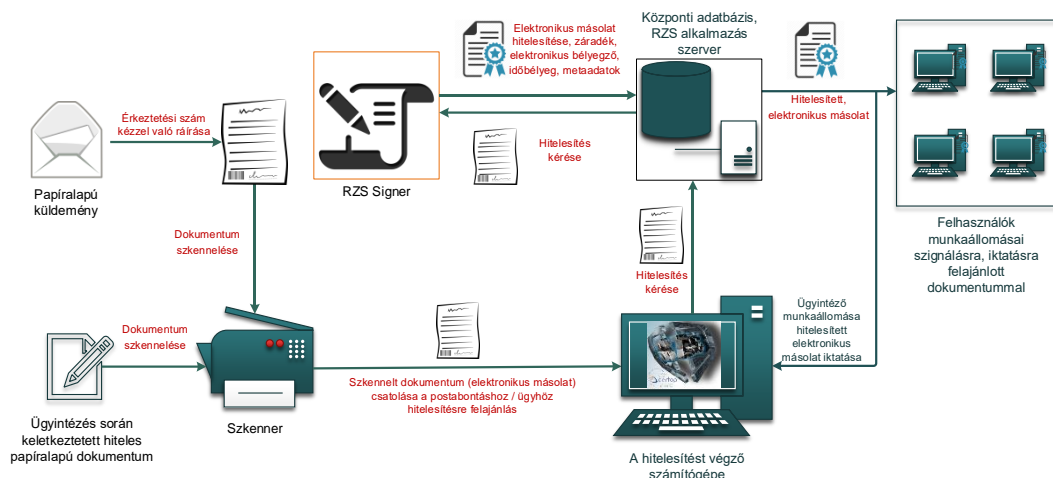 Elektronikus másolat
hitelesítése, záradék,
elektronikus bélyegző,
időbélyeg, metaadatok
Központi adatbázis,
RZS alkalmazás
szerver
Érkeztetési szám
kézzel való ráírása
Hitelesített,
elektronikus másolat
Hitelesítés
kérése
Papíralapú
küldemény
RZS Signer
Felhasználók
munkaállomásai
szignálásra, iktatásra
felajánlott
dokumentummal
Dokumentum
szkennelése
Hitelesítés
kérése
Ügyintéző
munkaállomása
hitelesített
elektronikus
másolat iktatása
Dokumentum
szkennelése
Szkennelt dokumentum (elektronikus másolat)
csatolása a postabontáshoz / ügyhöz
hitelesítésre felajánlás
Ügyintézés során
keletkeztetett hiteles
papíralapú dokumentum
Szkenner
A hitelesítést végző
számítógépe